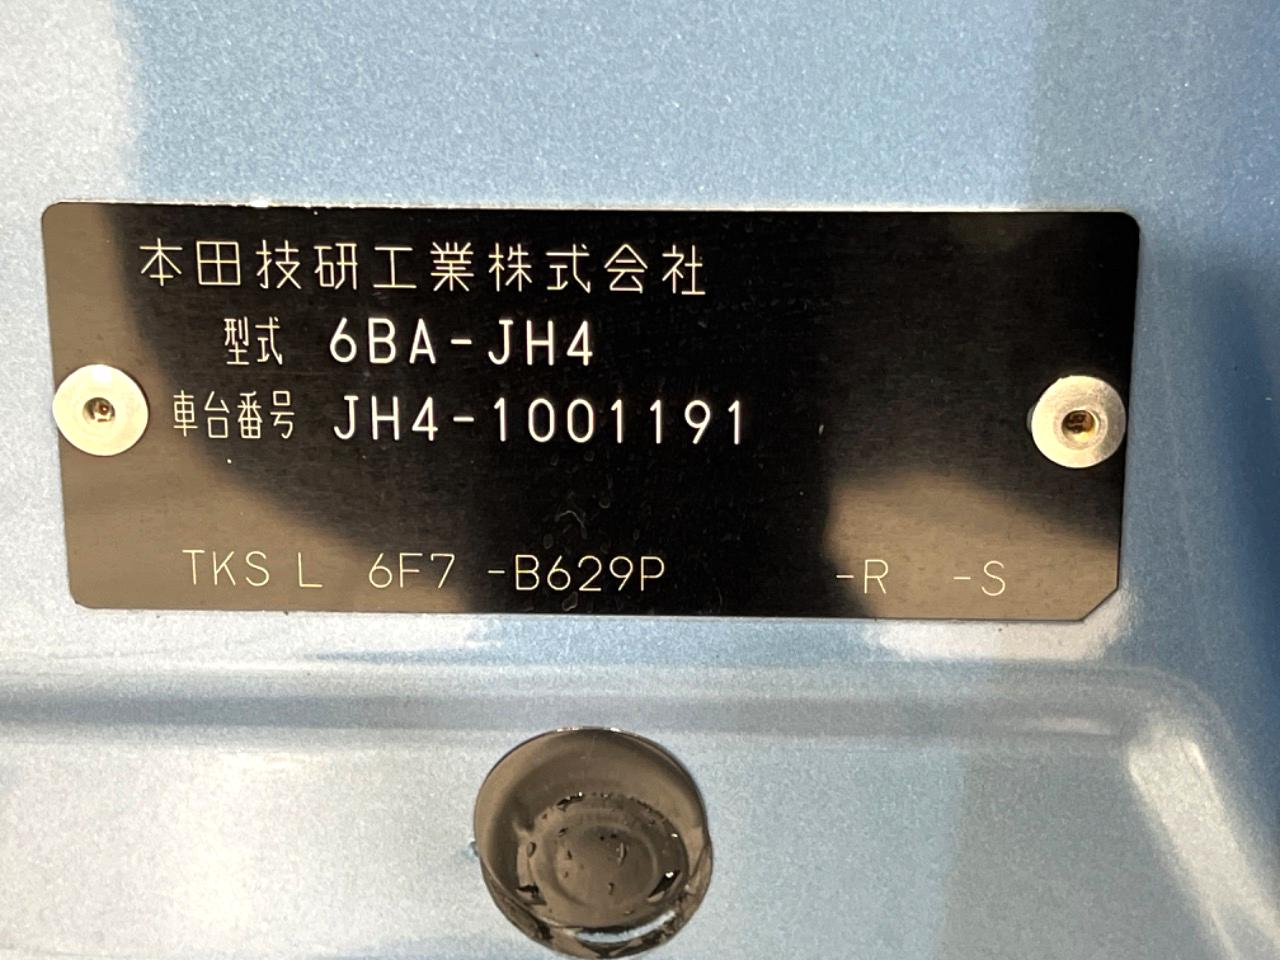 本田技研工業株式会社
型式 6BA-JH4
車台番号 JH4-1001191
TKS L 6F7 -B629P -R -S